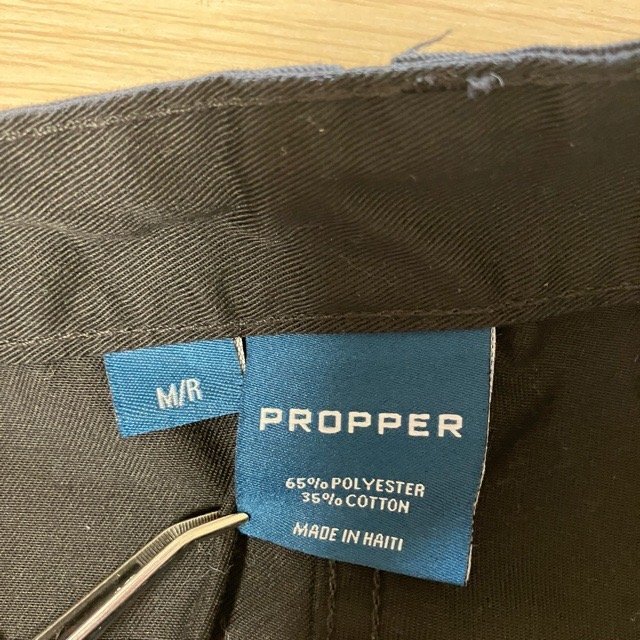 M/R
PROPPER
65% POLYESTER
35% COTTON
MADE IN HAITI